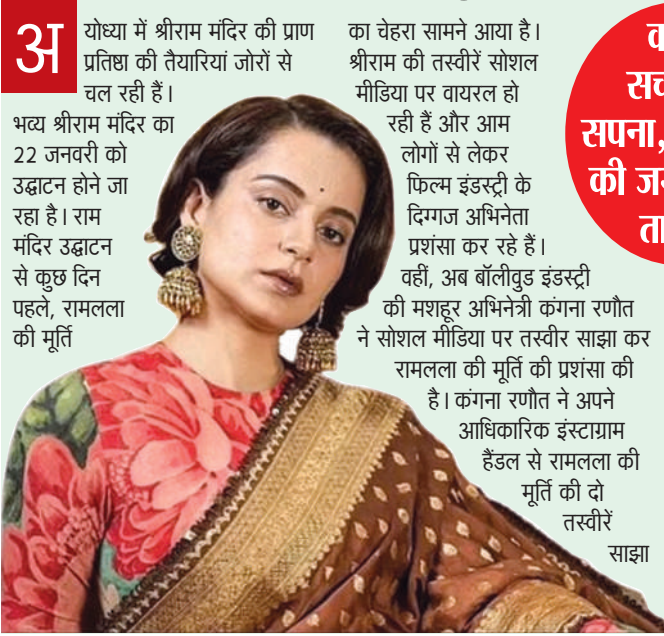 अ
योध्या में श्रीराम मंदिर की प्राण
प्रतिष्ठा की तैयारियां जोरों से
चल रही हैं।
भव्य श्रीराम मंदिर का
22 जनवरी को
उद्घाटन होने जा
रहा है। राम
मंदिर उद्घाटन
से कुछ दिन
पहले, रामलला
की मूर्ति
का चेहरा सामने आया है।
श्रीराम की तस्वीरें सोशल
मीडिया पर वायरल हो
रही हैं और आम
लोगों से लेकर
फिल्म इंडस्ट्री के
दिग्गज अभिनेता
प्रशंसा कर रहे हैं।
वहीं, अब बॉलीवुड इंडस्ट्री
की मशहूर अभिनेत्री कंगना रणौत
ने सोशल मीडिया पर तस्वीर साझा कर
रामलला की मूर्ति की प्रशंसा की
है। कंगना रणौत ने अपने
आधिकारिक इंस्टाग्राम
हैंडल से रामलला की
मूर्ति की दो
तस्वीरें
साझा
सपना,
की